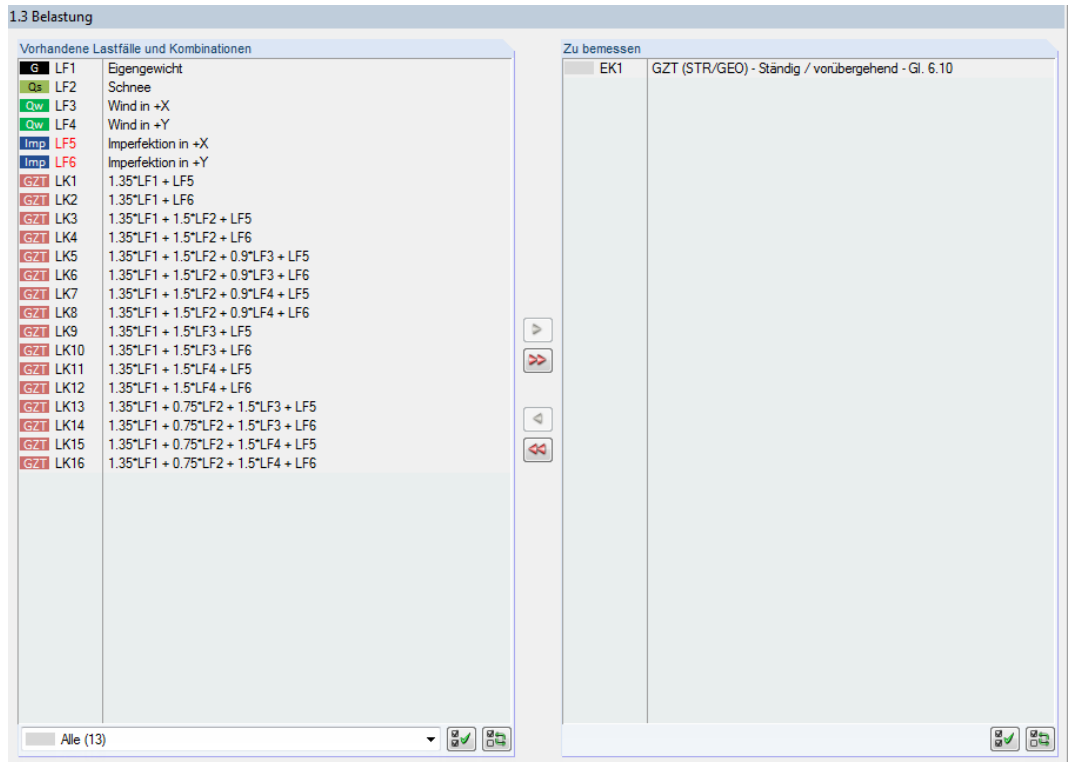 1.3 Belastung
Vorhandene Lastfälle und Kombinationen
G LF1 Eigengewicht
Qs LF2 Schnee
Qw LF3 Wind in +X
Qw LF4 Wind in +Y
Imp LF5 Imperfektion in +X
Imp LF6 Imperfektion in +Y
GZT LK1 1.35*LF1 + LF5
GZT LK2 1.35*LF1 + LF6
GZT LK3 1.35*LF1 + 1.5*LF2 + LF5
GZT LK4 1.35*LF1 + 1.5*LF2 + LF6
GZT LK5 1.35*LF1 + 1.5*LF2 + 0.9*LF3 + LF5
GZT LK6 1.35*LF1 + 1.5*LF2 + 0.9*LF3 + LF6
GZT LK7 1.35*LF1 + 1.5*LF2 + 0.9*LF4 + LF5
GZT LK8 1.35*LF1 + 1.5*LF2 + 0.9*LF4 + LF6
GZT LK9 1.35*LF1 + 1.5*LF3 + LF5
GZT LK10 1.35*LF1 + 1.5*LF3 + LF6
GZT LK11 1.35*LF1 + 1.5*LF4 + LF5
GZT LK12 1.35*LF1 + 1.5*LF4 + LF6
GZT LK13 1.35*LF1 + 0.75*LF2 + 1.5*LF3 + LF5
GZT LK14 1.35*LF1 + 0.75*LF2 + 1.5*LF3 + LF6
GZT LK15 1.35*LF1 + 0.75*LF2 + 1.5*LF4 + LF5
GZT LK16 1.35*LF1 + 0.75*LF2 + 1.5*LF4 + LF6
Alle (13)
Zu bemessen
EK1 GZT (STR/GEO) - Ständig / vorübergehend - Gl. 6.10